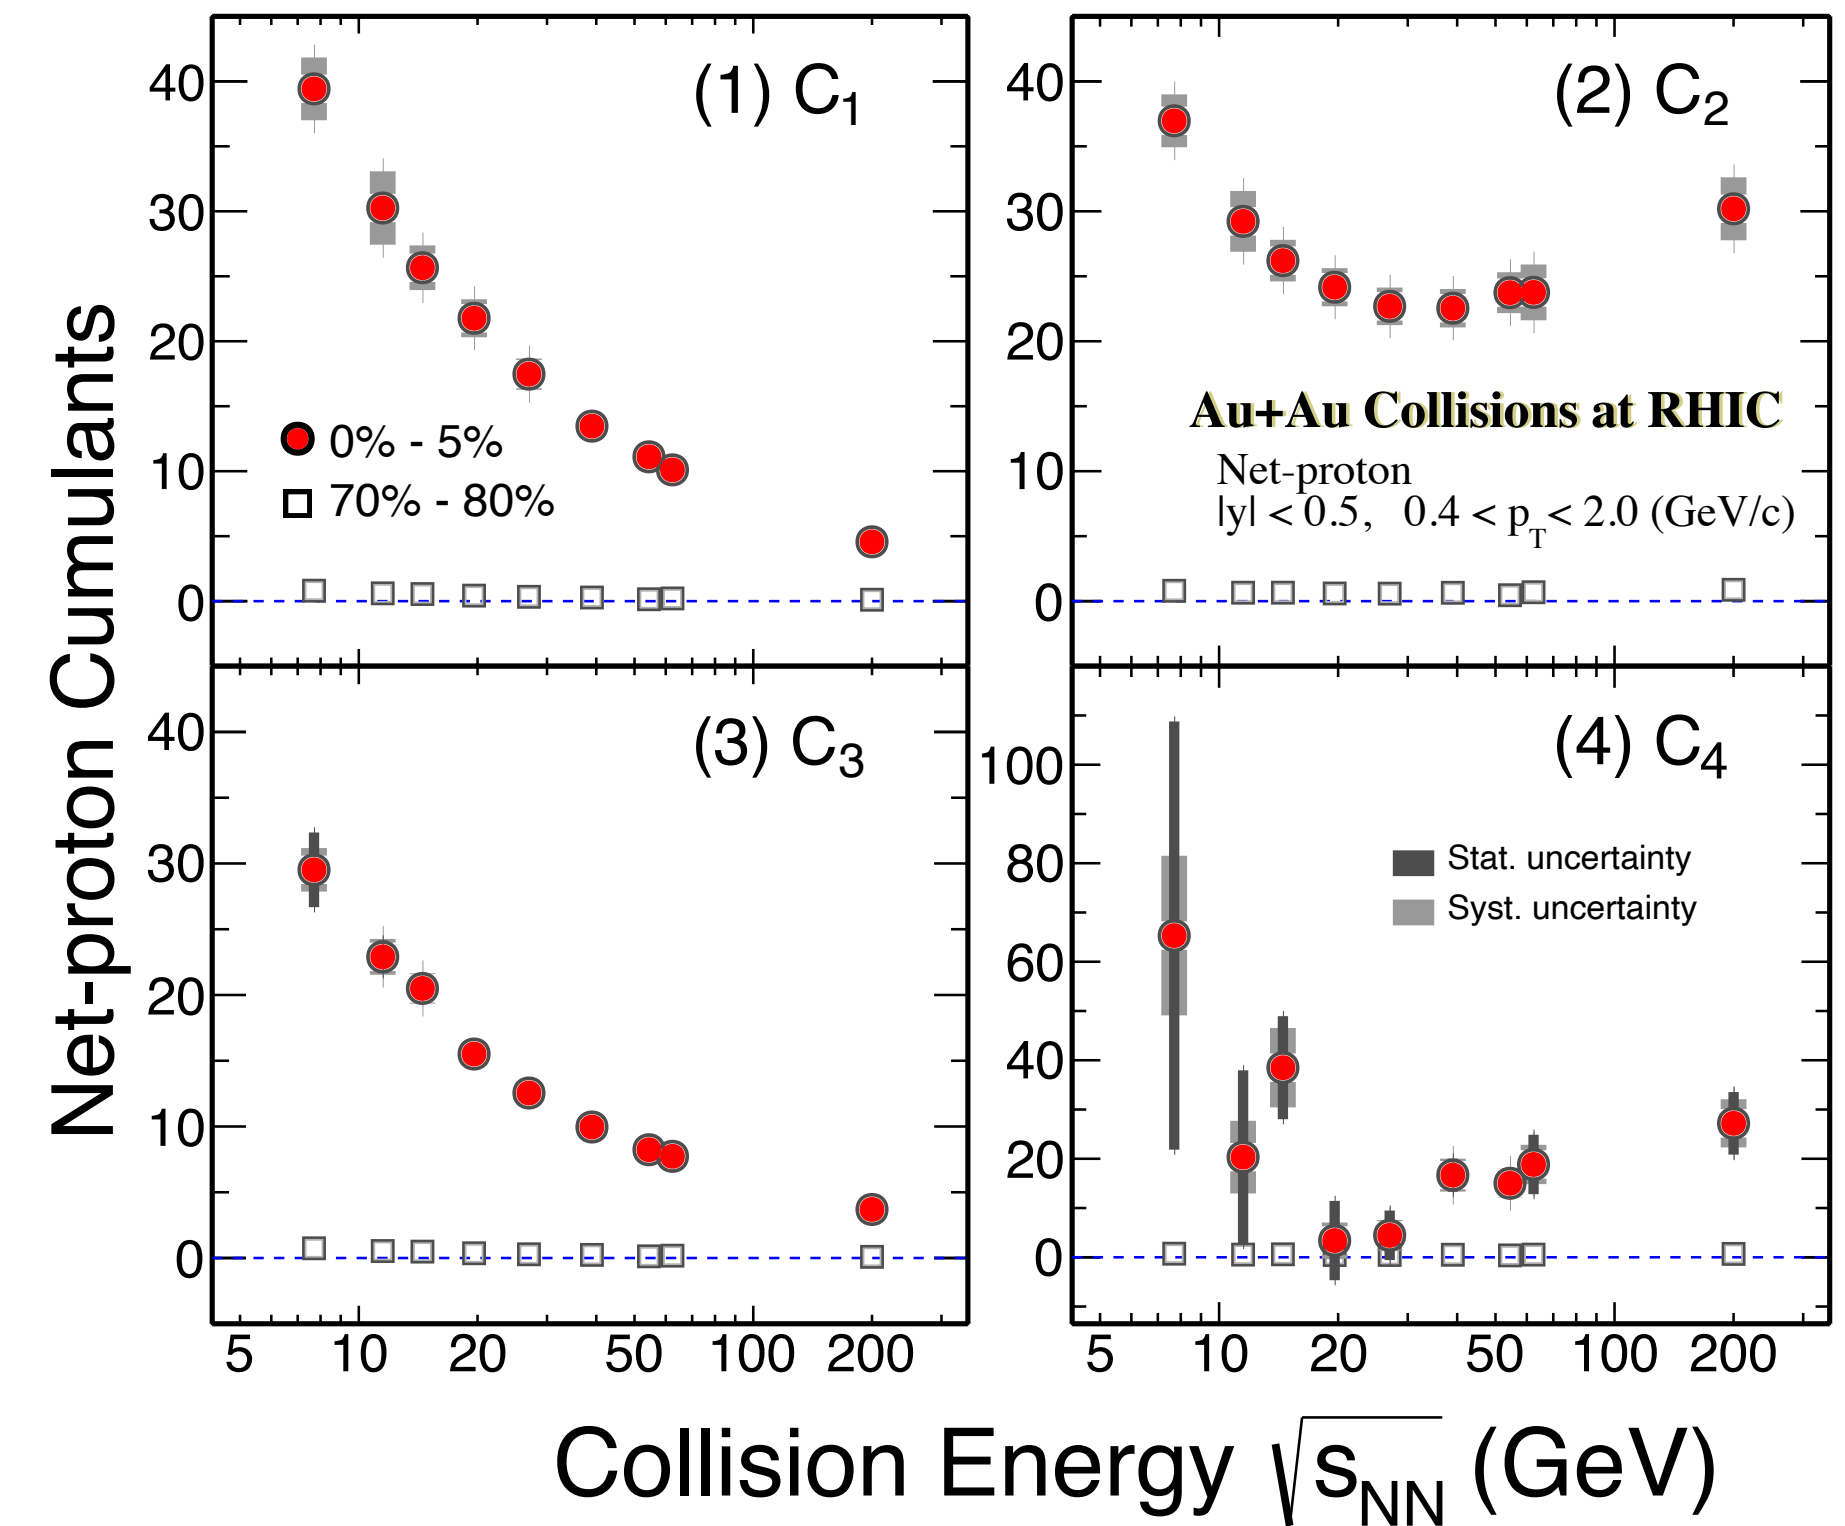 Net-proton Cumulants
(1) C1
40
30
20
10
0
0% - 5%
70% - 80%
(2) C2
40
30
20
10
0
Au+Au Collisions at RHIC
Net-proton
|y| < 0.5, 0.4 < pT < 2.0 (GeV/c)
(3) C3
40
30
20
10
0
5 10 20 50 100 200
(4) C4
100
80
60
40
20
0
Stat. uncertainty
Syst. uncertainty
5 10 20 50 100 200
Collision Energy √sNN (GeV)